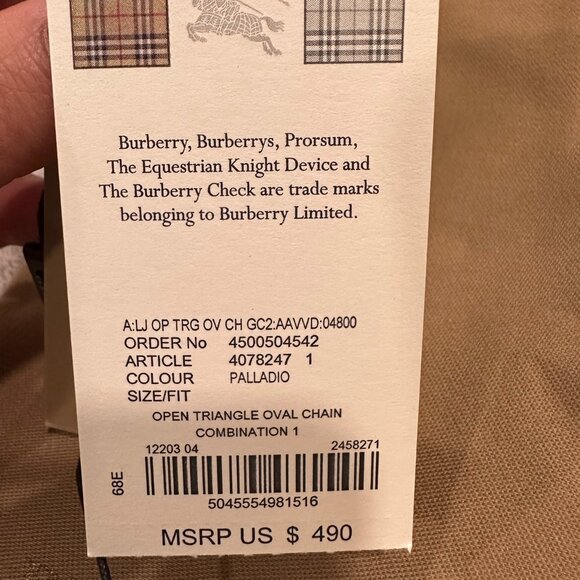 Burberry, Burberrys, Prorsum,
The Equestrian Knight Device and
The Burberry Check are trade marks
belonging to Burberry Limited.
A:LJ OP TRG OV CH GC2:AAVVD:04800
ORDER No 4500504542
ARTICLE 4078247 1
COLOUR PALLADIO
SIZE/FIT
OPEN TRIANGLE OVAL CHAIN
COMBINATION 1
12203 04 2458271
68E
5045554981516
MSRP US $ 490